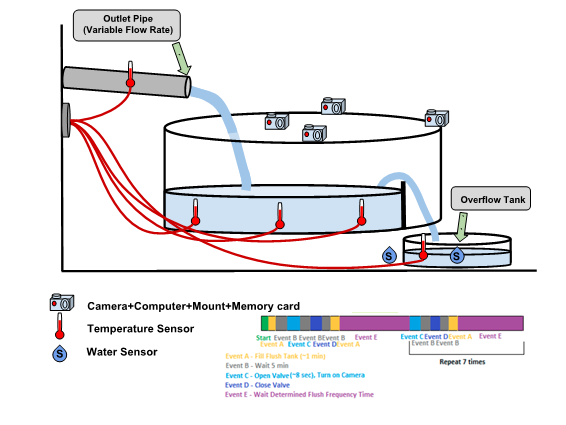 Outlet Pipe
(Variable Flow Rate)
Overflow Tank
S
S
Camera+Computer+Mount+Memory card
Temperature Sensor
S
Water Sensor
Start Event B Event BEvent B Event E Event C Event D Event A Event E
Event A Event C Event DEvent A Event B Event B
Repeat 7 times
Event A - Fill Flush Tank (~1 min)
Event B - Wait 5 min
Event C - Open Valve(~8 sec), Turn on Camera
Event D - Close Valve
Event E - Wait Determined Flush Frequency Time